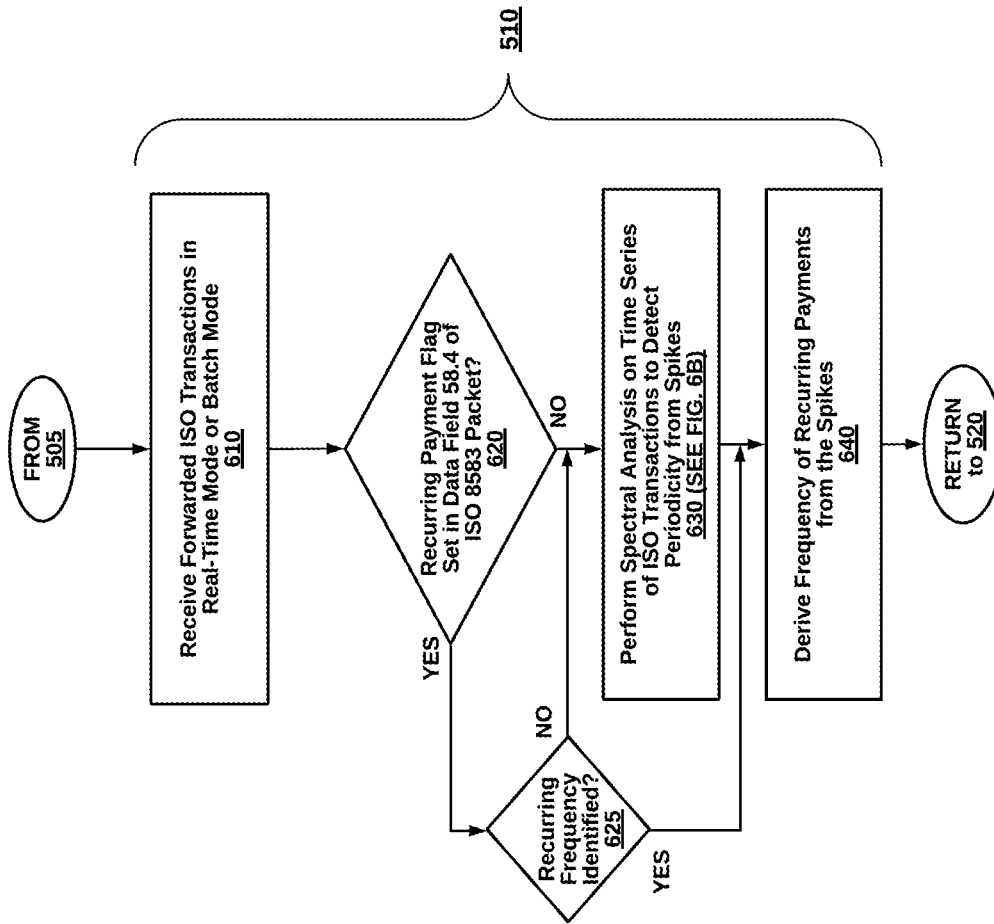 FROM
505
Receive Forwarded ISO Transactions in
Real-Time Mode or Batch Mode
610
Recurring Payment Flag
Set in Data Field 58.4 of
ISO 8583 Packet?
620
YES
NO
Recurring
Frequency
Identified?
625
NO
YES
Perform Spectral Analysis on Time Series
of ISO Transactions to Detect
Periodicity from Spikes
630 (SEE FIG. 6B)
Derive Frequency of Recurring Payments
from the Spikes
640
RETURN
to 520
510